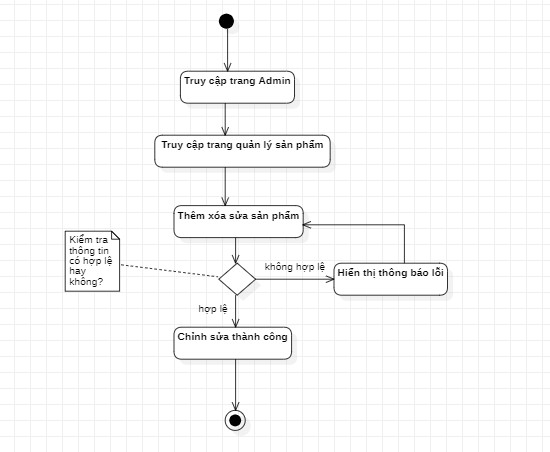 Truy cập trang Admin
Truy cập trang quản lý sản phẩm
Thêm xóa sửa sản phẩm
Kiểm tra
thông tin
có hợp lệ
hay
không?
không hợp lệ
Hiển thị thông báo lỗi
hợp lệ
Chỉnh sửa thành công